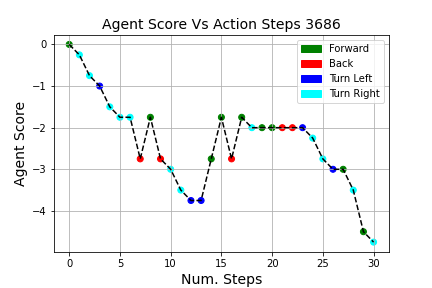 Agent Score Vs Action Steps 3686
Forward
Back
Turn Left
Turn Right
Agent Score
0
−1
−2
−3
−4
0 5 10 15 20 25 30
Num. Steps